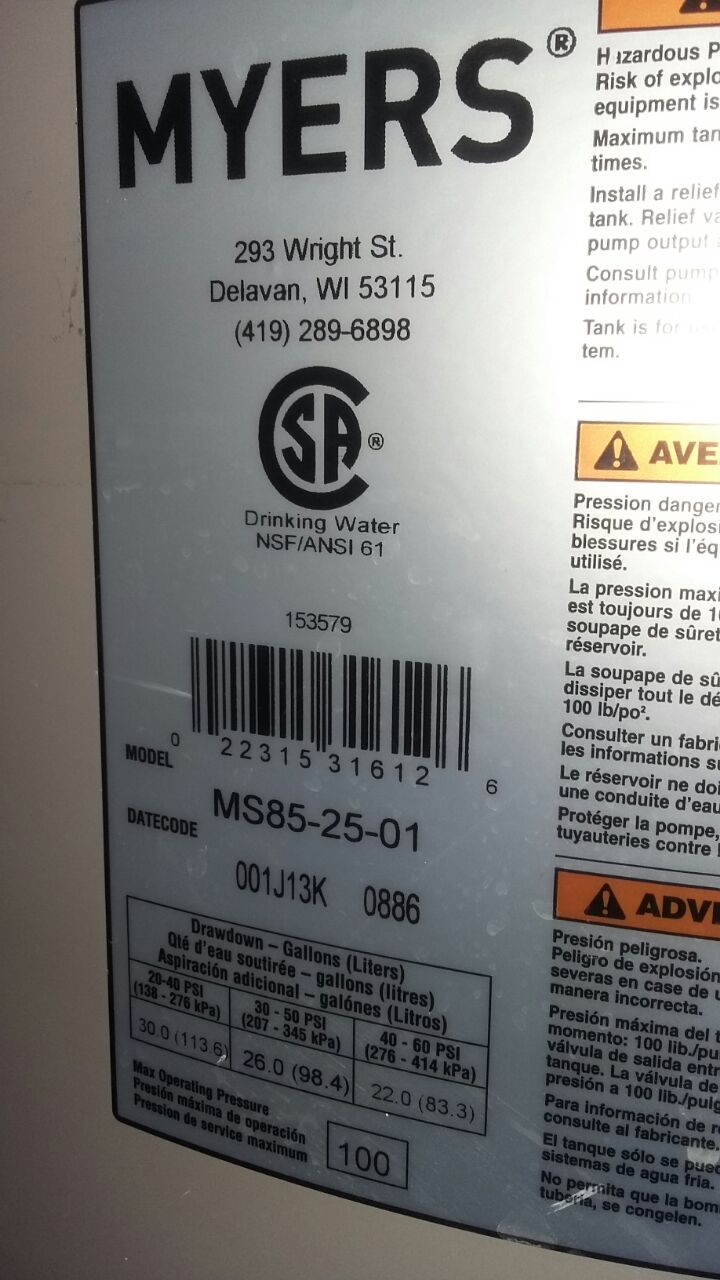 MYERS®
293 Wright St.
Delavan, WI 53115
(419) 289-6898
CSA®
Drinking Water
NSF/ANSI 61
153579
0 22315 31612 6
MODEL
MS85-25-01
DATECODE
001J13K 0886
Drawdown – Gallons (Liters)
Qté d'eau soutirée – gallons (litres)
Aspiración adicional – galónes (Litros)
20-40 PSI
(138 - 276 kPa)
30 - 50 PSI
(207 - 345 kPa)
40 - 60 PSI
(276 - 414 kPa)
30.0 (113.6)
26.0 (98.4)
22.0 (83.3)
Max Operating Pressure
Presión máxima de operación
Pression de service maximum
100
Hazardous P
Risk of explo
equipment is
Maximum tan
times.
Install a relief
tank. Relief va
pump output
Consult pump
information
Tank is for us
tem.
AVE
Pression danger
Risque d'explosi
blessures si l'éq
utilisé.
La pression maxi
est toujours de 10
soupape de sûret
réservoir.
La soupape de sû
dissiper tout le dé
100 lb/po².
Consulter un fabri
les informations su
Le réservoir ne doi
une conduite d'eau
Protéger la pompe,
tuyauteries contre
ADVE
Presión peligrosa.
Peligro de explosión
severas en caso de u
manera incorrecta.
Presión máxima del t
momento: 100 lib./pu
válvula de salida entr
tanque. La válvula de
presión a 100 lib./pulg
Para información de r
consulte al fabricante.
El tanque sólo se pued
sistemas de agua fria.
No permita que la bom
tubería, se congelen.